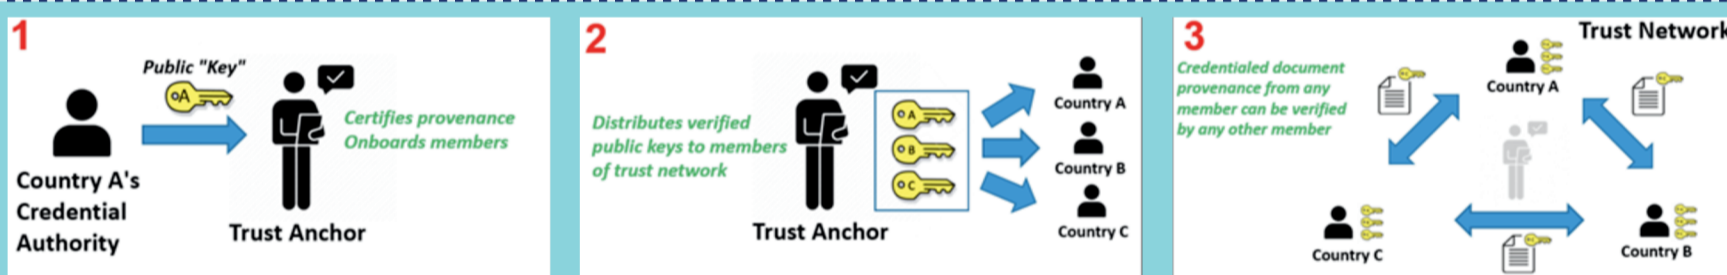 1
Public "Key"
A
Certifies provenance
Onboards members
Country A's
Credential
Authority
Trust Anchor
2
Distributes verified
public keys to members
of trust network
A
B
C
Country A
Country B
Country C
Trust Anchor
3
Trust Network
Credentialed document
provenance from any
member can be verified
by any other member
Country A
Country C
Country B